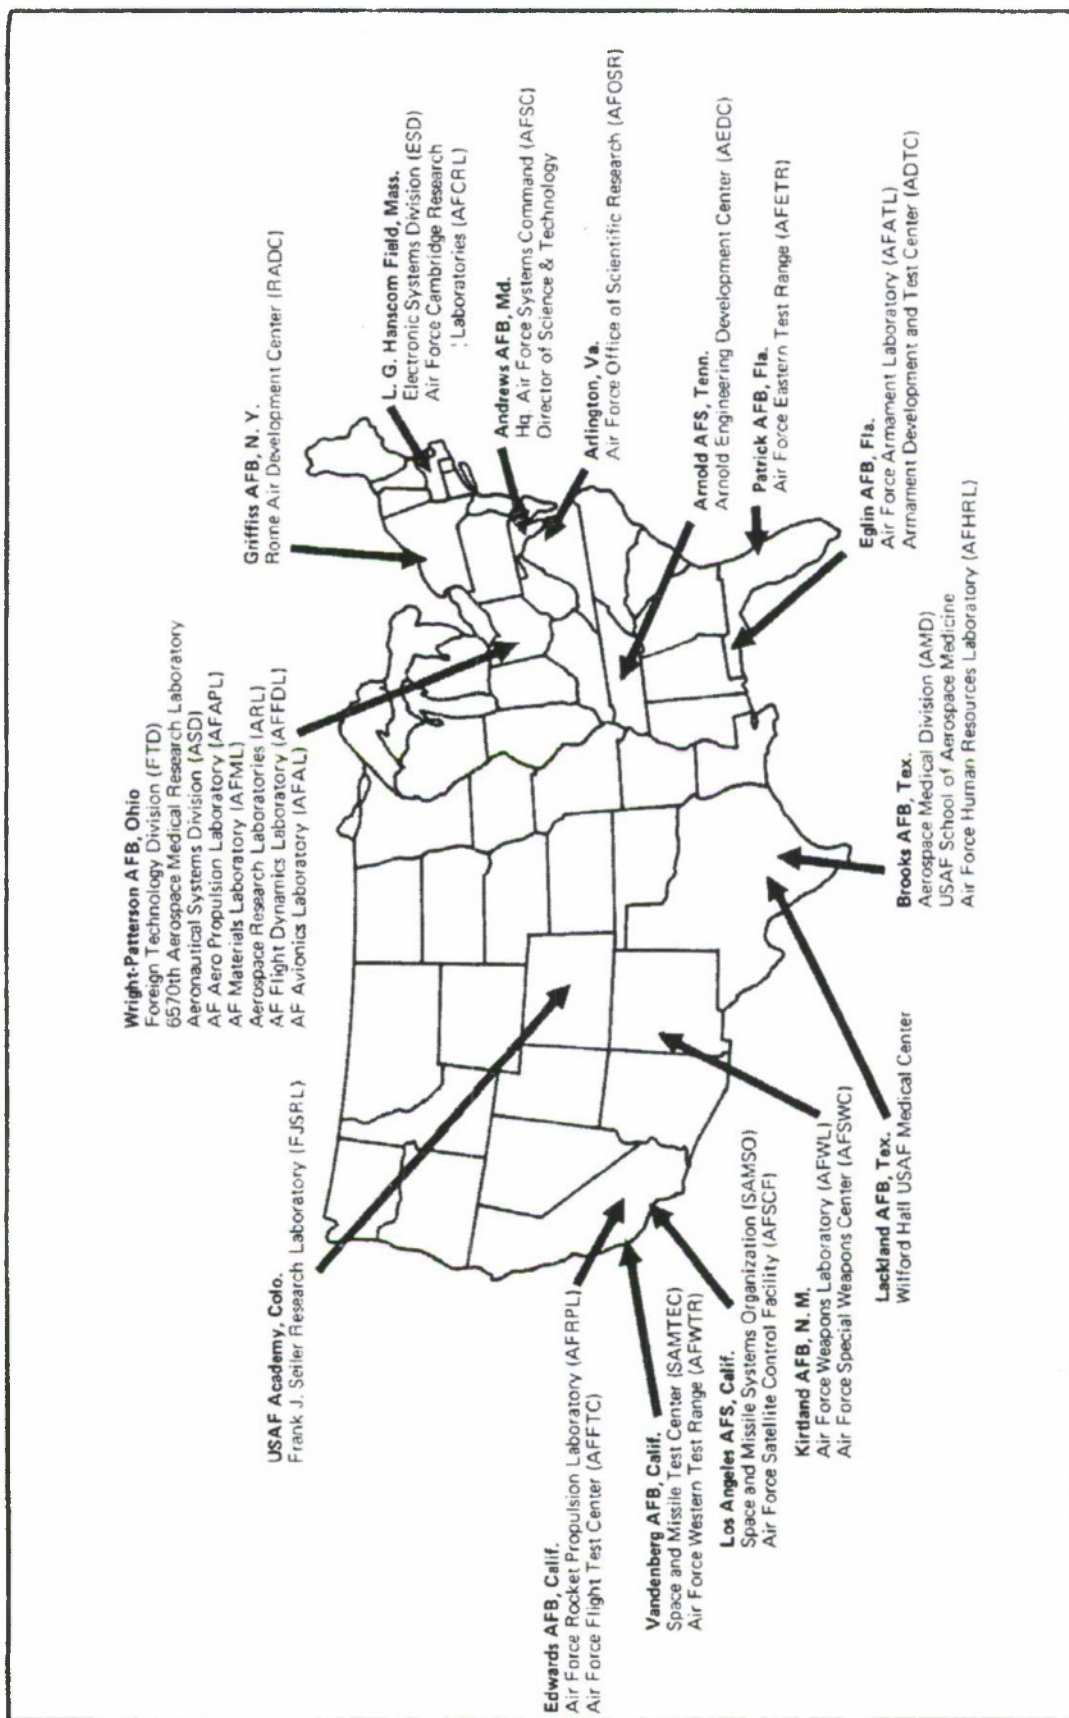 Wright-Patterson AFB, Ohio
Foreign Technology Division (FTD)
6570th Aerospace Medical Research Laboratory
Aeronautical Systems Division (ASD)
AF Aero Propulsion Laboratory (AFAPL)
AF Materials Laboratory (AFML)
Aerospace Research Laboratories (ARL)
AF Flight Dynamics Laboratory (AFFDL)
AF Avionics Laboratory (AFAL)
Griffiss AFB, N. Y.
Rome Air Development Center (RADC)
L. G. Hanscom Field, Mass.
Electronic Systems Division (ESD)
Air Force Cambridge Research
Laboratories (AFCRL)
Andrews AFB, Md.
Hq. Air Force Systems Command (AFSC)
Director of Science & Technology
Arlington, Va.
Air Force Office of Scientific Research (AFOSR)
Arnold AFS, Tenn.
Arnold Engineering Development Center (AEDC)
Patrick AFB, Fla.
Air Force Eastern Test Range (AFETR)
Eglin AFB, Fla.
Air Force Armament Laboratory (AFATL)
Armament Development and Test Center (ADTC)
Brooks AFB, Tex.
Aerospace Medical Division (AMD)
USAF School of Aerospace Medicine
Air Force Human Resources Laboratory (AFHRL)
Lackland AFB, Tex.
Wilford Hall USAF Medical Center
Kirtland AFB, N. M.
Air Force Weapons Laboratory (AFWL)
Air Force Special Weapons Center (AFSWC)
Los Angeles AFS, Calif.
Space and Missile Systems Organization (SAMSO)
Air Force Satellite Control Facility (AFSCF)
Vandenberg AFB, Calif.
Space and Missile Test Center (SAMTEC)
Air Force Western Test Range (AFWTR)
Edwards AFB, Calif.
Air Force Rocket Propulsion Laboratory (AFRPL)
Air Force Flight Test Center (AFFTC)
USAF Academy, Colo.
Frank J. Seiler Research Laboratory (FJSRL)